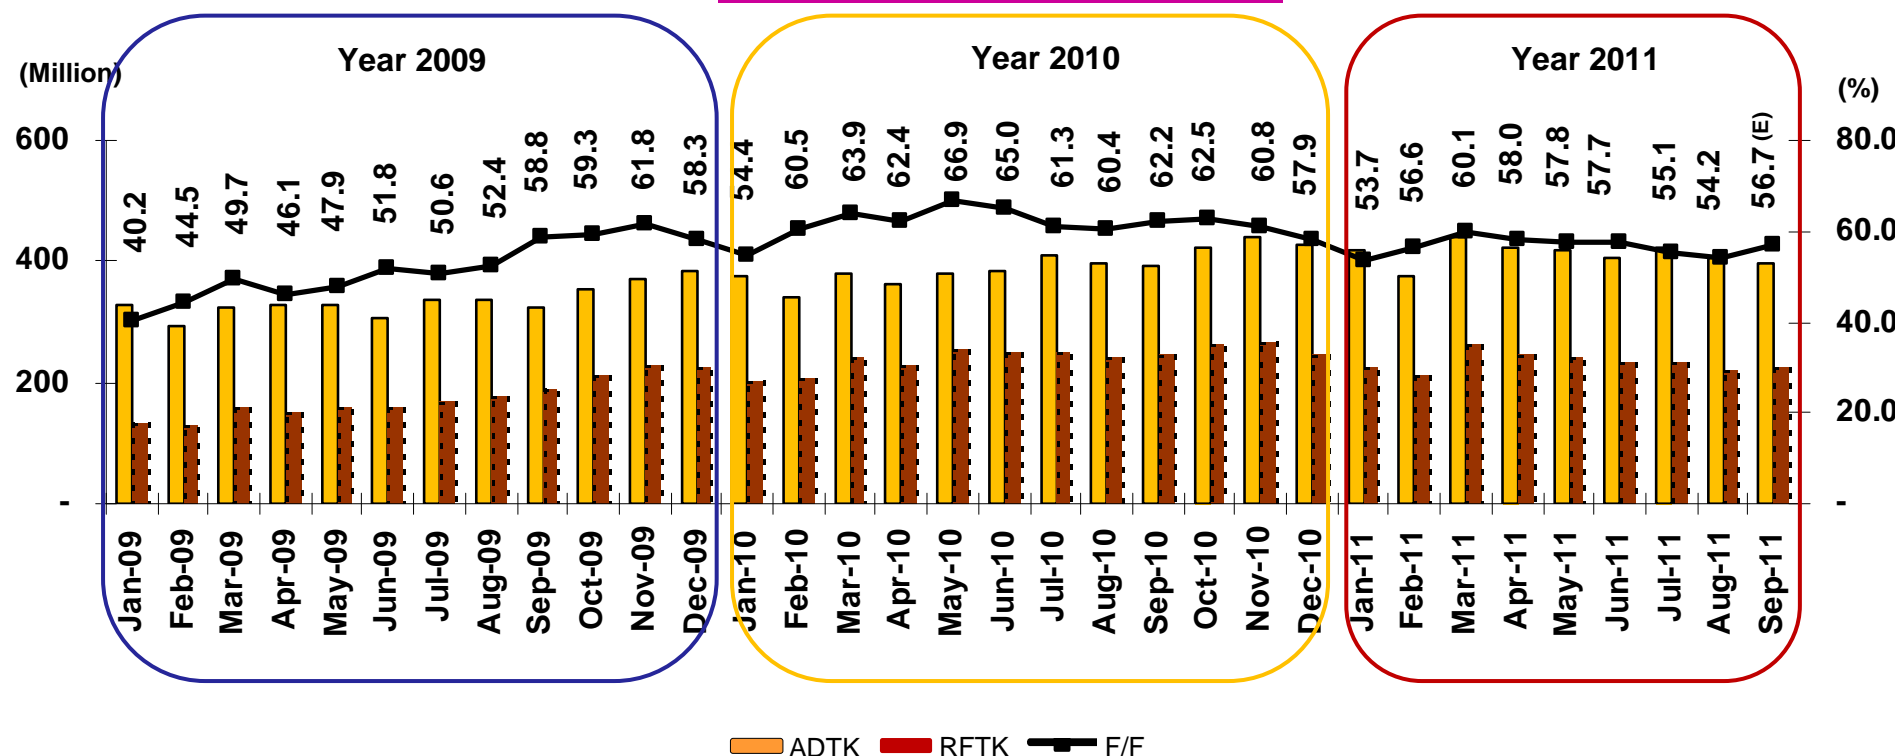 Year 2009
Year 2010
Year 2011
(Million)
(%)
600
400
200
-
80.0
60.0
40.0
20.0
-
40.2
44.5
49.7
46.1
47.9
51.8
50.6
52.4
58.8
59.3
61.8
58.3
54.4
60.5
63.9
62.4
66.9
65.0
61.3
60.4
62.2
62.5
60.8
57.9
53.7
56.6
60.1
58.0
57.8
57.7
55.1
54.2
56.7 (E)
Jan-09
Feb-09
Mar-09
Apr-09
May-09
Jun-09
Jul-09
Aug-09
Sep-09
Oct-09
Nov-09
Dec-09
Jan-10
Feb-10
Mar-10
Apr-10
May-10
Jun-10
Jul-10
Aug-10
Sep-10
Oct-10
Nov-10
Dec-10
Jan-11
Feb-11
Mar-11
Apr-11
May-11
Jun-11
Jul-11
Aug-11
Sep-11
ADTK RFTK F/F